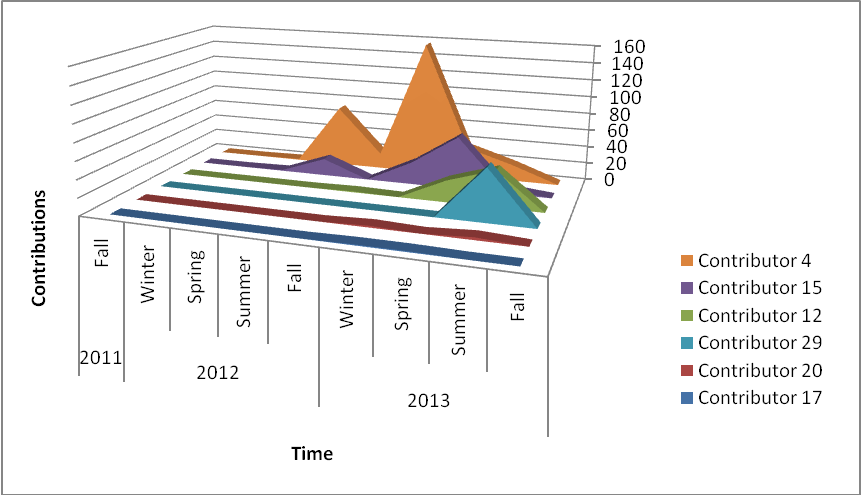 160
140
120
100
80
60
40
20
0
Contributions
Fall
Winter
Spring
Summer
Fall
Winter
Spring
Summer
Fall
2011
2012
2013
Time
Contributor 4
Contributor 15
Contributor 12
Contributor 29
Contributor 20
Contributor 17